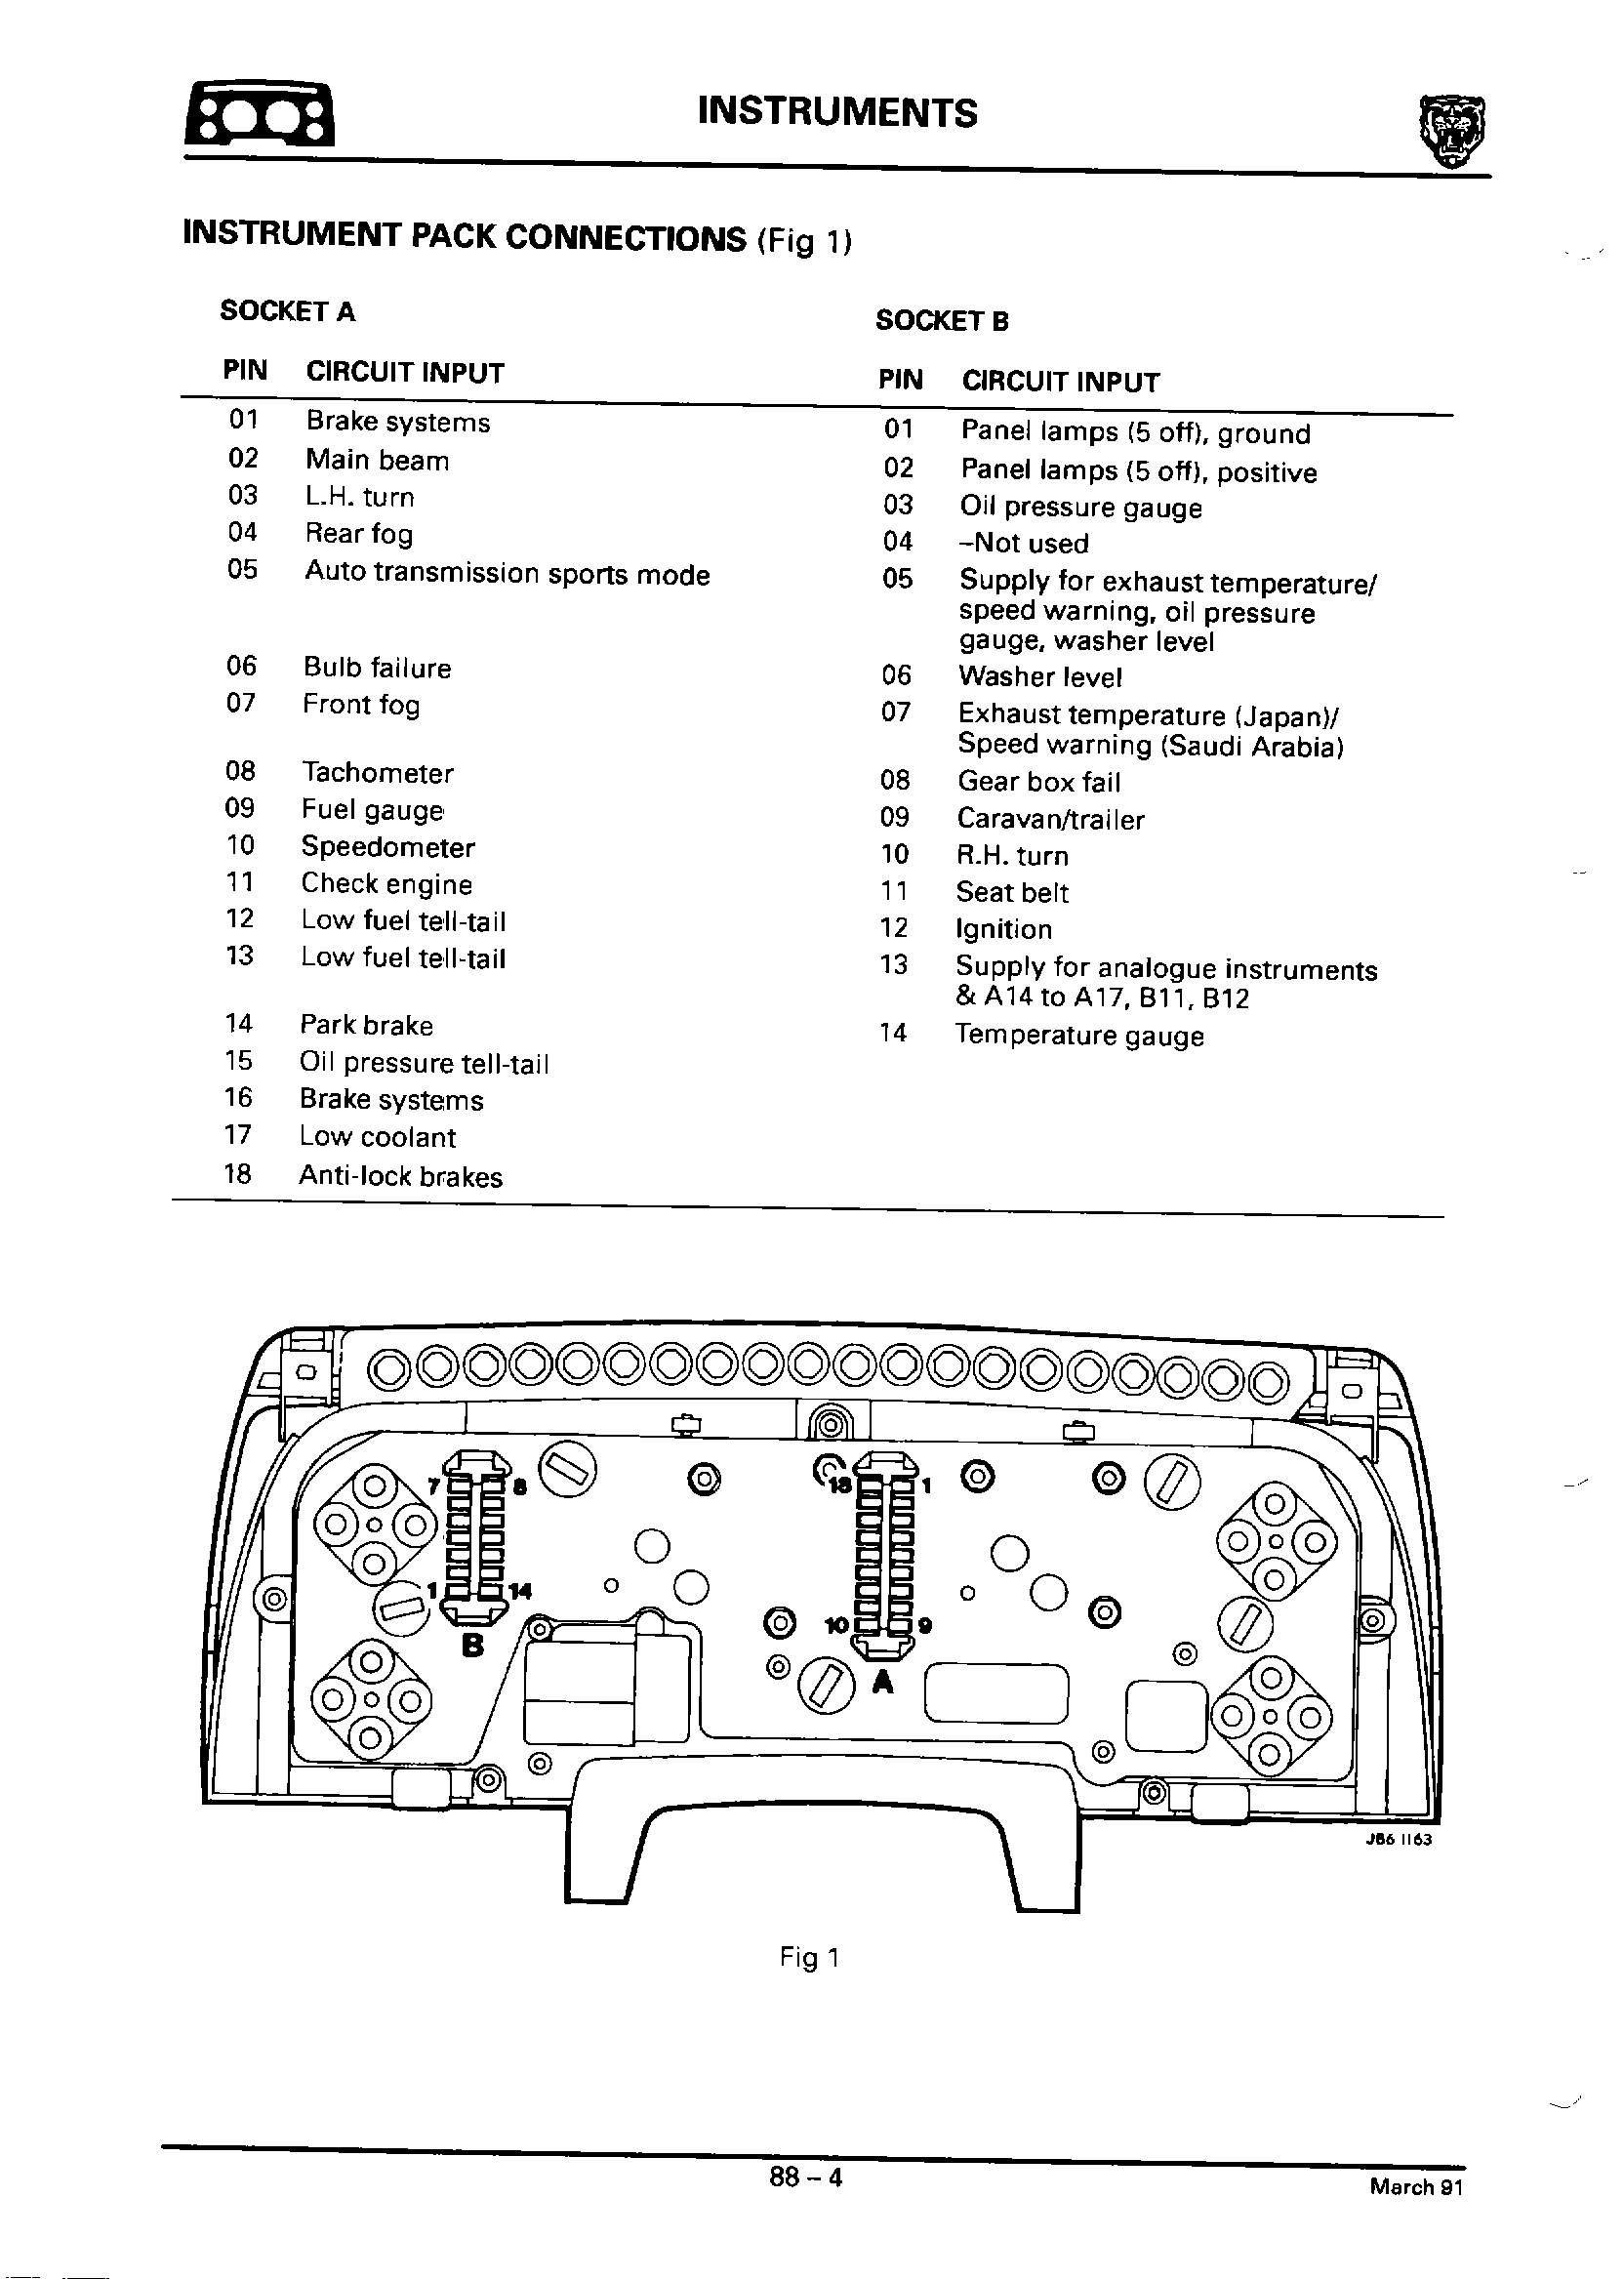 INSTRUMENTS
INSTRUMENT PACK CONNECTIONS (Fig 1)
SOCKET A
PIN CIRCUIT INPUT
01 Brake systems
02 Main beam
03 L.H. turn
04 Rear fog
05 Auto transmission sports mode
06 Bulb failure
07 Front fog
08 Tachometer
09 Fuel gauge
10 Speedometer
11 Check engine
12 Low fuel tell-tail
13 Low fuel tell-tail
14 Park brake
15 Oil pressure tell-tail
16 Brake systems
17 Low coolant
18 Anti-lock brakes
SOCKET B
PIN CIRCUIT INPUT
01 Panel lamps (5 off), ground
02 Panel lamps (5 off), positive
03 Oil pressure gauge
04 –Not used
05 Supply for exhaust temperature/
speed warning, oil pressure
gauge, washer level
06 Washer level
07 Exhaust temperature (Japan)/
Speed warning (Saudi Arabia)
08 Gear box fail
09 Caravan/trailer
10 R.H. turn
11 Seat belt
12 Ignition
13 Supply for analogue instruments
& A14 to A17, B11, B12
14 Temperature gauge
7 8
18 1
1 14
10 9
B
A
J86 1163
Fig 1
88 – 4
March 91